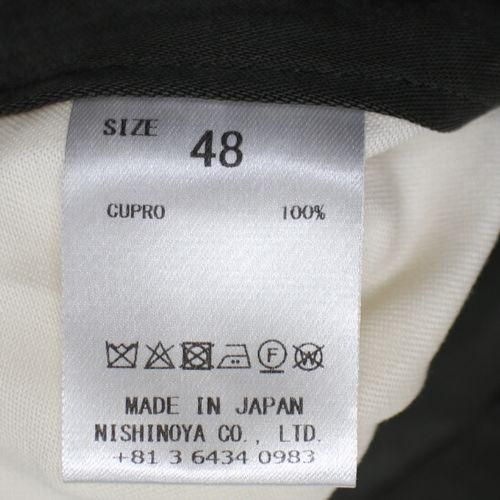 SIZE 48
CUPRO 100%
F W
MADE IN JAPAN
NISHINOYA CO., LTD.
+81 3 6434 0983